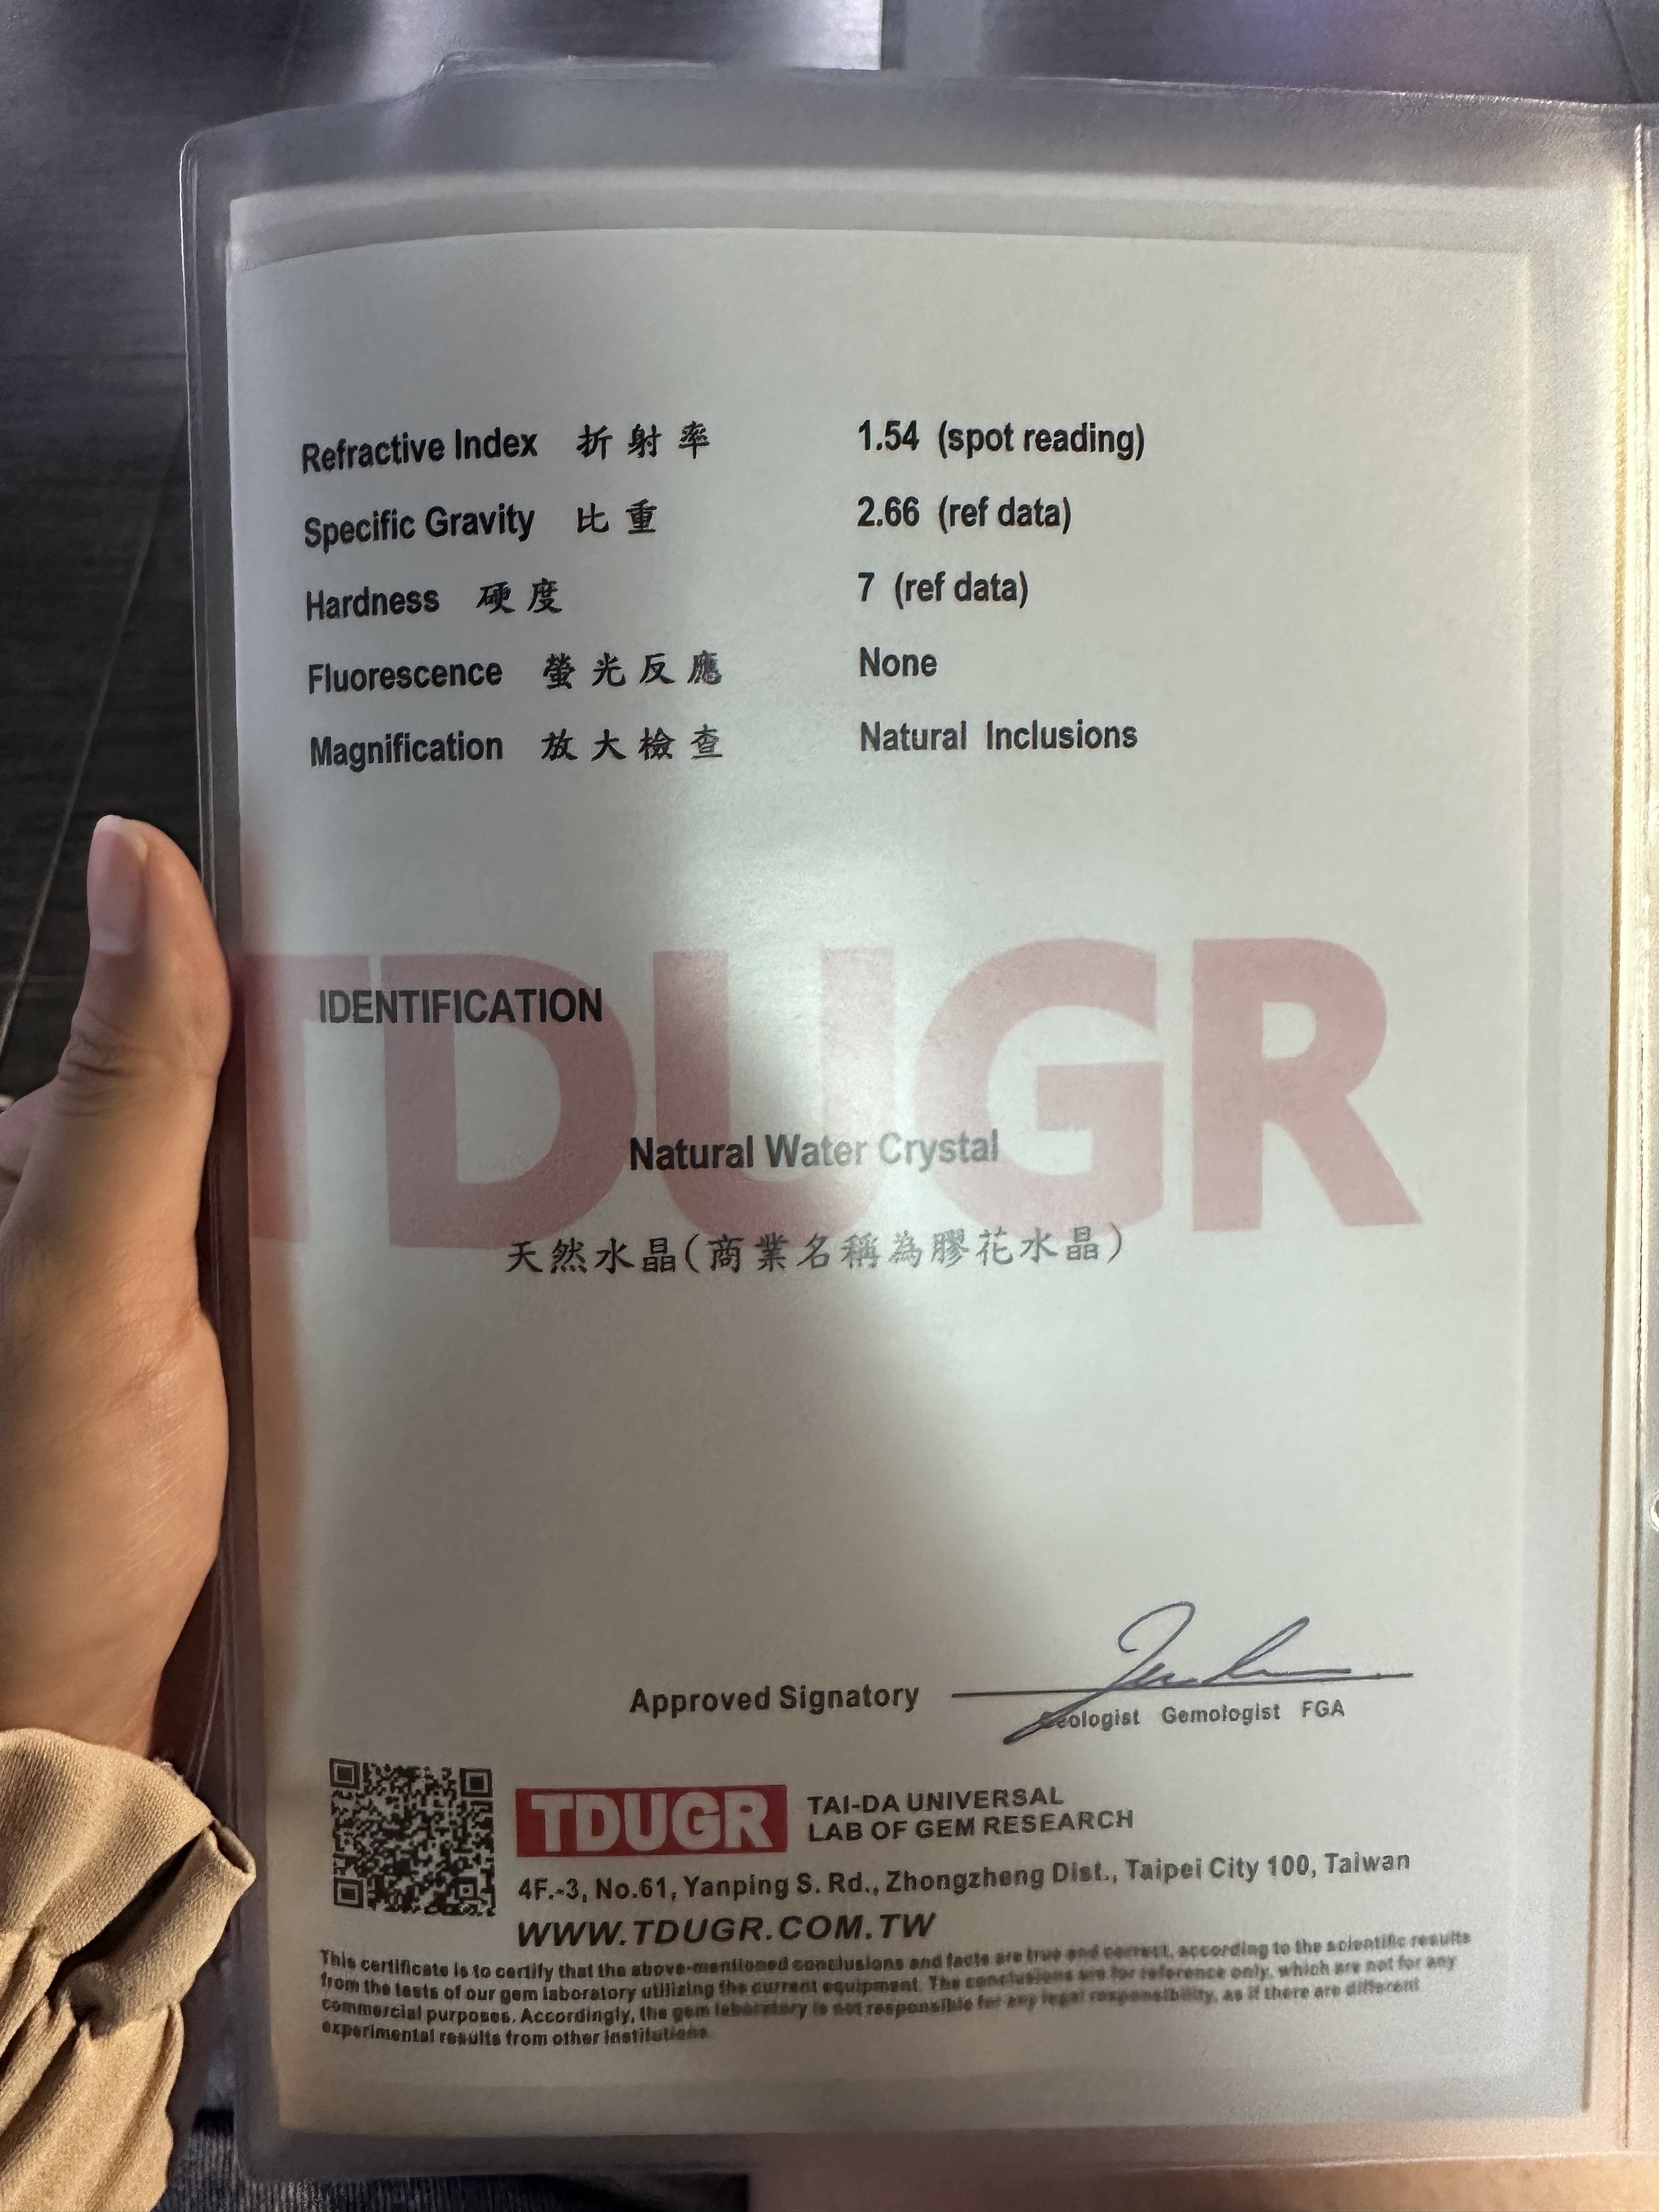 Refractive Index 折射率 1.54 (spot reading)
Specific Gravity 比重 2.66 (ref data)
Hardness 硬度 7 (ref data)
Fluorescence 螢光反應 None
Magnification 放大檢查 Natural Inclusions
TDUGR
IDENTIFICATION
Natural Water Crystal
天然水晶(商業名稱為膠花水晶)
Approved Signatory
Geologist Gemologist FGA
TDUGR
TAI-DA UNIVERSAL
LAB OF GEM RESEARCH
4F.-3, No.61, Yanping S. Rd., Zhongzheng Dist., Taipei City 100, Taiwan
WWW.TDUGR.COM.TW
This certificate is to certify that the above-mentioned conclusions and facts are true and correct, according to the scientific results
from the tests of our gem laboratory utilizing the current equipment. The conclusions are for reference only, which are not for any
commercial purposes. Accordingly, the gem laboratory is not responsible for any legal responsibility, as if there are different
experimental results from other institutions.